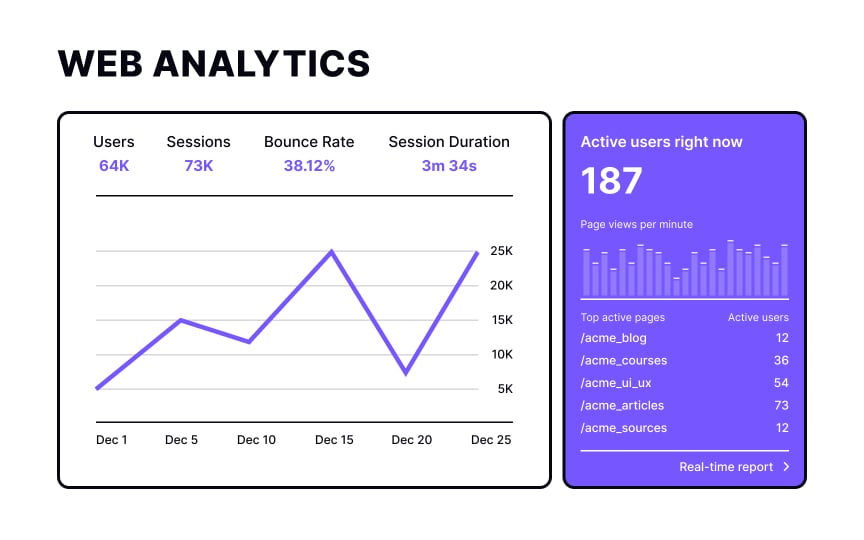 WEB ANALYTICS
Users Sessions Bounce Rate Session Duration
64K 73K 38.12% 3m 34s
25K
20K
15K
10K
5K
Dec 1 Dec 5 Dec 10 Dec 15 Dec 20 Dec 25
Active users right now
187
Page views per minute
Top active pages Active users
/acme_blog 12
/acme_courses 36
/acme_ui_ux 54
/acme_articles 73
/acme_sources 12
Real-time report